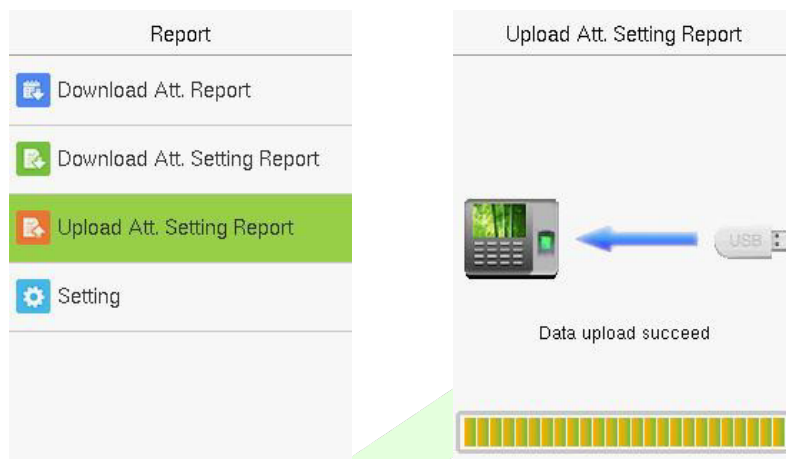 Report
Download Att. Report
Download Att. Setting Report
Upload Att. Setting Report
Setting
Upload Att. Setting Report
USB
Data upload succeed